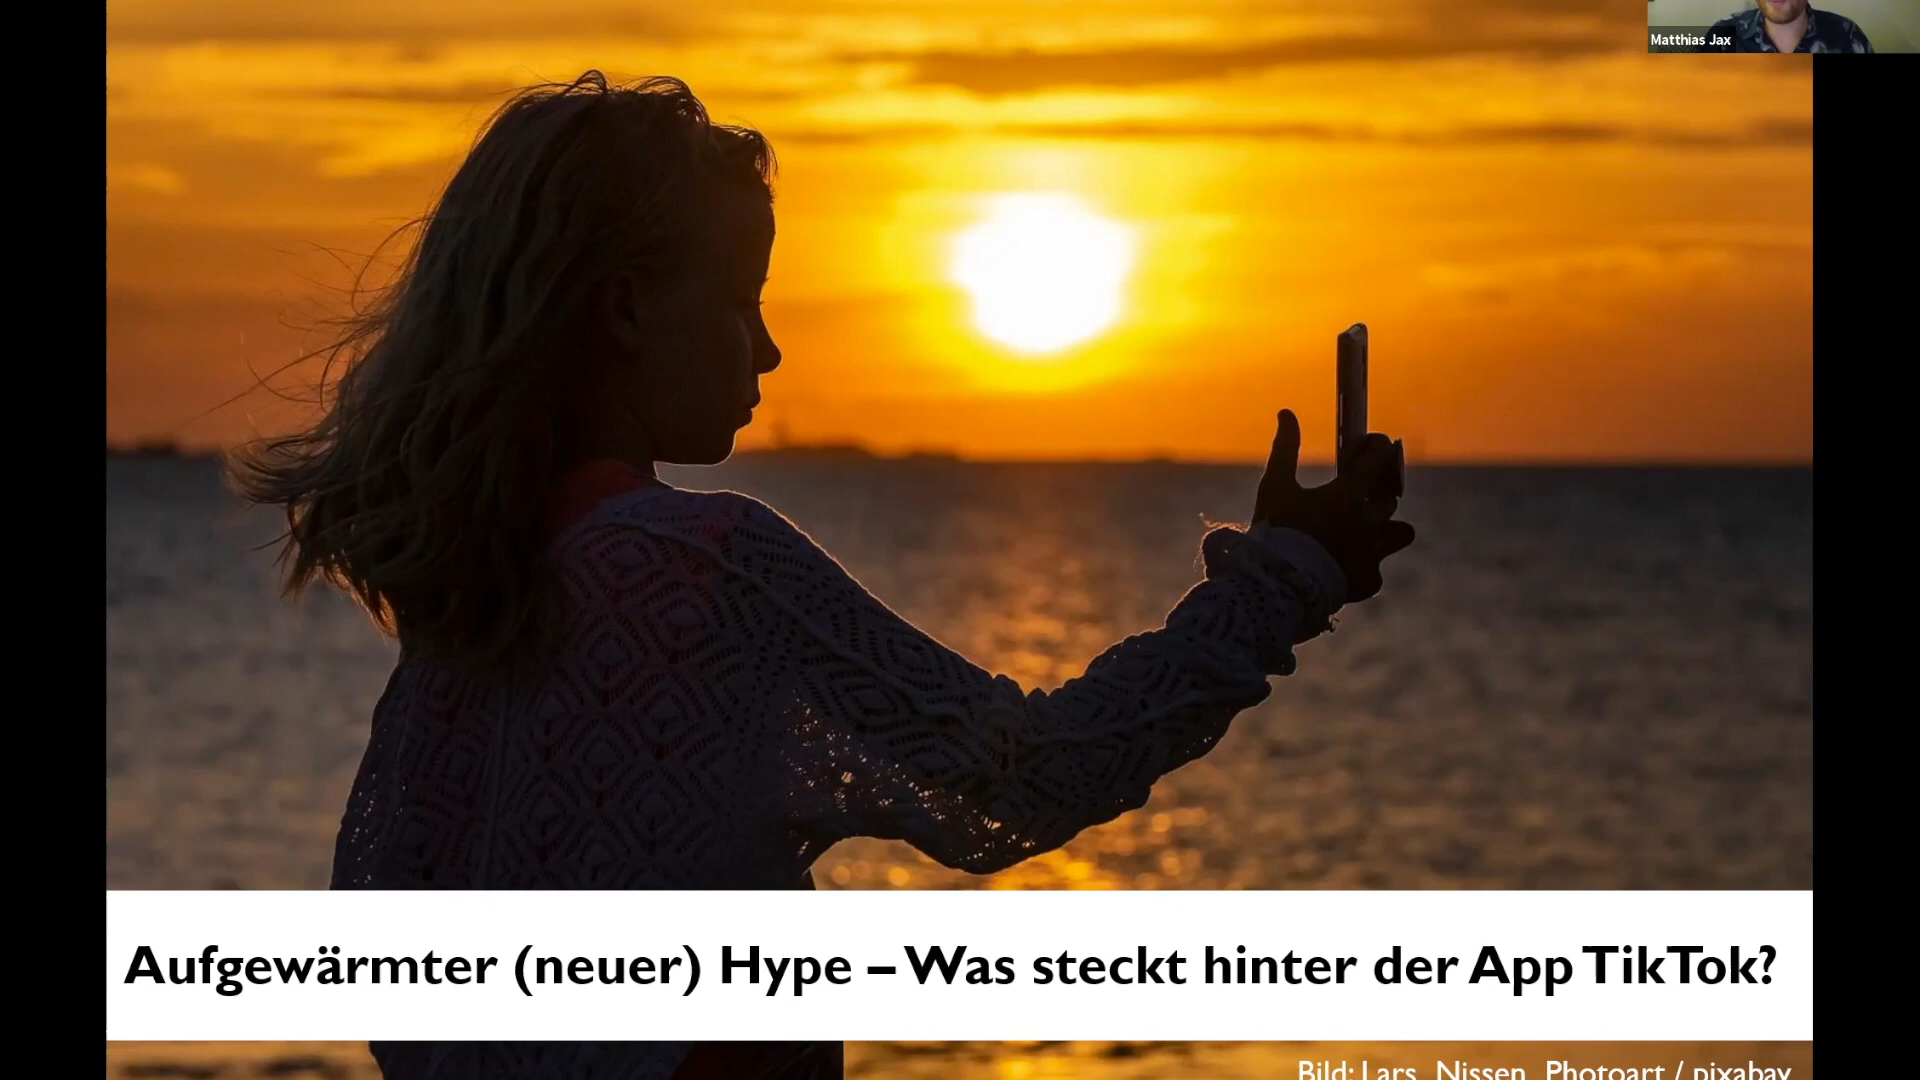 Matthias Jax
Aufgewärmter (neuer) Hype – Was steckt hinter der App TikTok?
Bild: Lars_Nissen_Photoart / pixabay